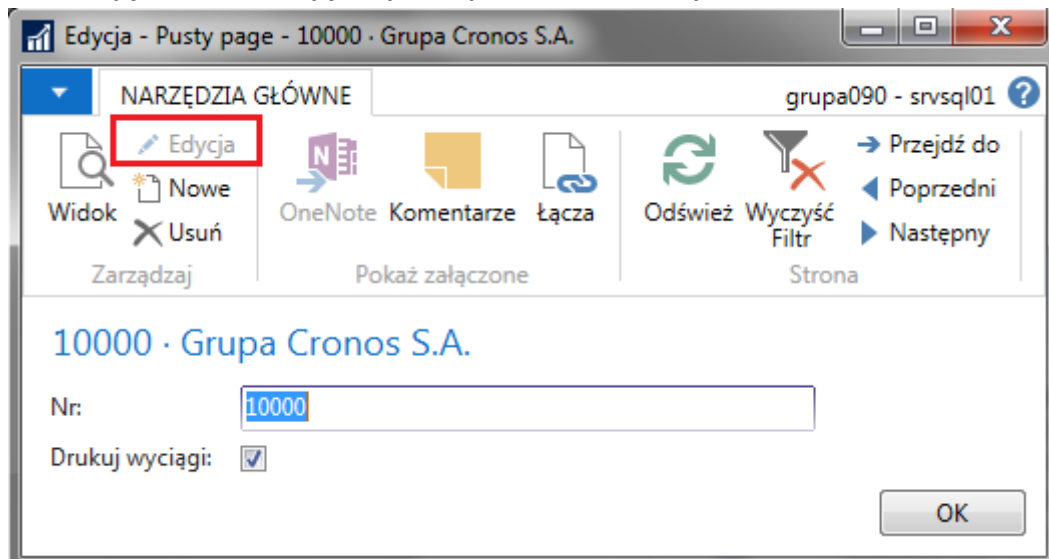 Edycja - Pusty page - 10000 · Grupa Cronos S.A.
NARZĘDZIA GŁÓWNE
grupa090 - srvsql01
Widok
Edycja
Nowe
Usuń
Zarządzaj
OneNote
Komentarze
Łącza
Pokaż załączone
Odśwież
Wyczyść
Filtr
Przejdź do
Poprzedni
Następny
Strona
10000 · Grupa Cronos S.A.
Nr: 10000
Drukuj wyciągi:
OK